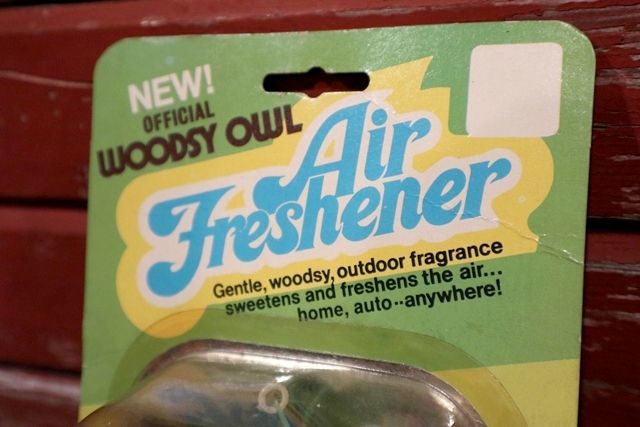 NEW!
OFFICIAL
WOODSY OWL
Air
Freshener
Gentle, woodsy, outdoor fragrance
sweetens and freshens the air...
home, auto--anywhere!